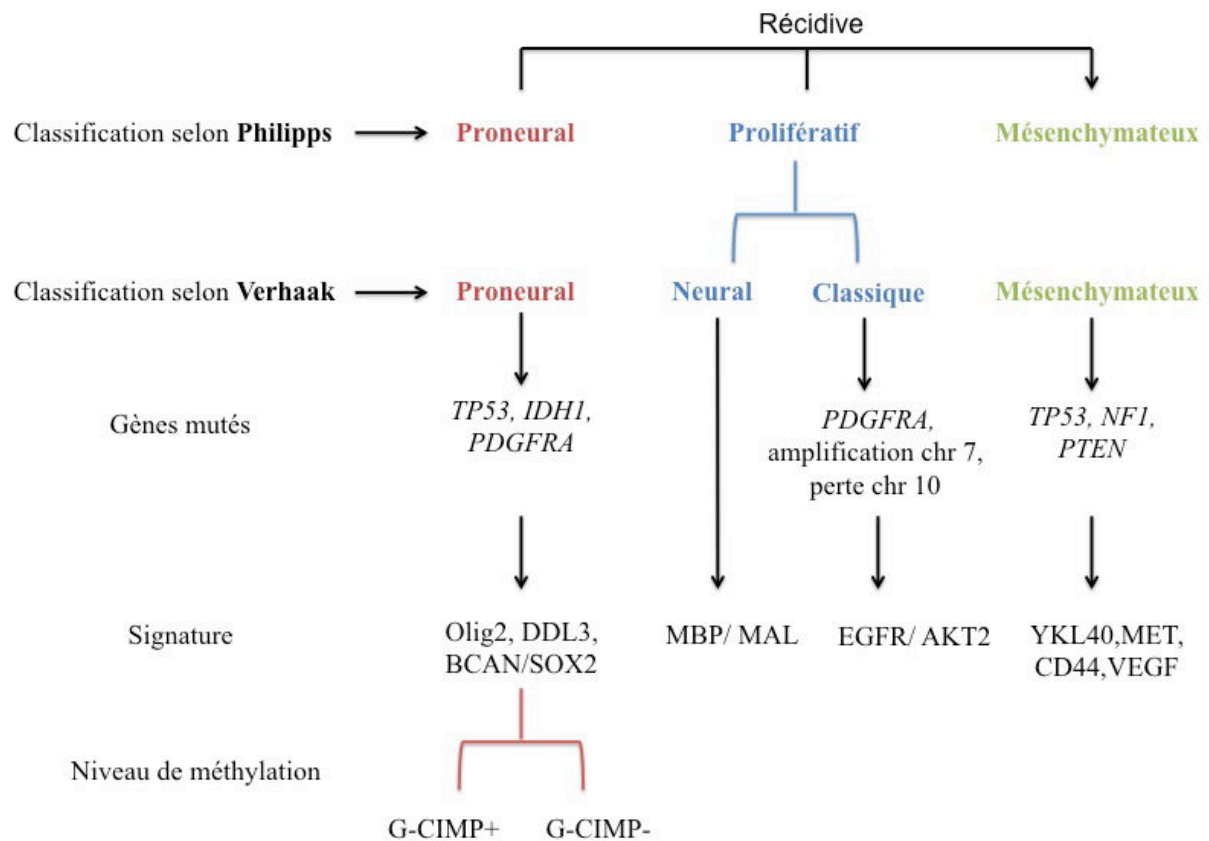 Récidive
Classification selon Philipps
Proneural
Prolifératif
Mésenchymateux
Classification selon Verhaak
Proneural
Neural
Classique
Mésenchymateux
Gènes mutés
TP53, IDH1,
PDGFRA
PDGFRA,
amplification chr 7,
perte chr 10
TP53, NF1,
PTEN
Signature
Olig2, DDL3,
BCAN/SOX2
MBP/ MAL
EGFR/ AKT2
YKL40,MET,
CD44,VEGF
Niveau de méthylation
G-CIMP+
G-CIMP-